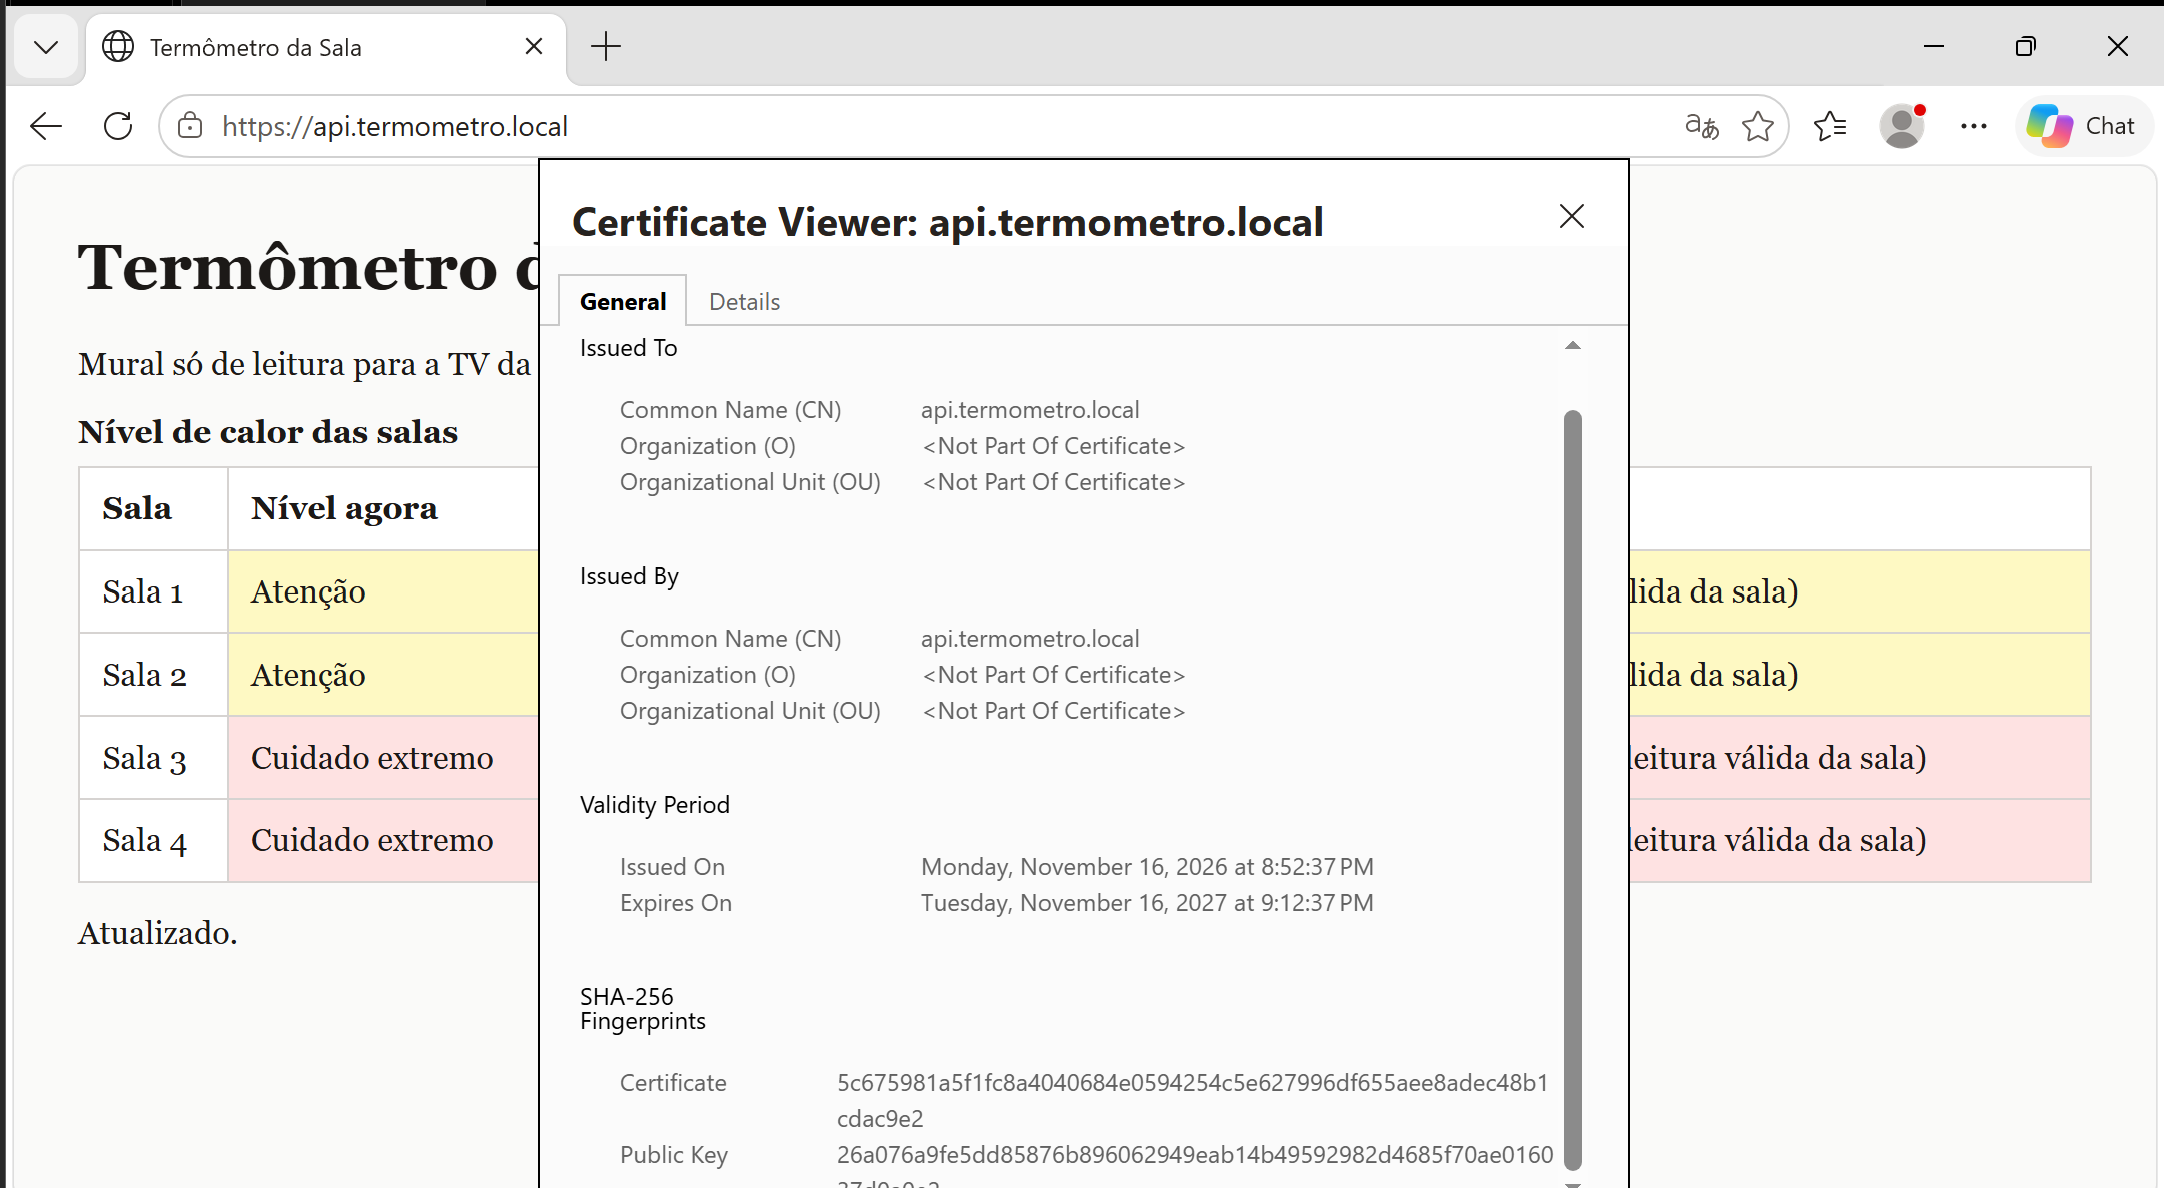 Termômetro da Sala
https://api.termometro.local
aあ
Chat
Termômetro d
Mural só de leitura para a TV da
Nível de calor das salas
Sala Nível agora
Sala 1 Atenção lida da sala)
Sala 2 Atenção lida da sala)
Sala 3 Cuidado extremo leitura válida da sala)
Sala 4 Cuidado extremo leitura válida da sala)
Atualizado.
Certificate Viewer: api.termometro.local
General Details
Issued To
Common Name (CN) api.termometro.local
Organization (O) <Not Part Of Certificate>
Organizational Unit (OU) <Not Part Of Certificate>
Issued By
Common Name (CN) api.termometro.local
Organization (O) <Not Part Of Certificate>
Organizational Unit (OU) <Not Part Of Certificate>
Validity Period
Issued On Monday, November 16, 2026 at 8:52:37 PM
Expires On Tuesday, November 16, 2027 at 9:12:37 PM
SHA-256
Fingerprints
Certificate 5c675981a5f1fc8a4040684e0594254c5e627996df655aee8adec48b1
cdac9e2
Public Key 26a076a9fe5dd85876b896062949eab14b49592982d4685f70ae0160